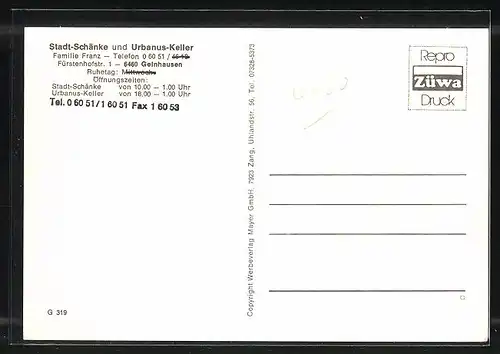 Stadt-Schänke und Urbanus-Keller
Familie Franz — Telefon 0 60 51 /
Fürstenhofstr. 1 — 6460 Gelnhausen
Ruhetag: Mittwoch
Öffnungszeiten:
Stadt-Schänke von 10.00 - 1.00 Uhr
Urbanus-Keller von 18.00 - 1.00 Uhr
Tel. 0 60 51/1 60 51 Fax 1 60 53
G 319
Copyright Werbeverlag Mayer GmbH, 7923 Zang, Uhlandstr. 56, Tel. 07328-5373
Repro
Züwa
Druck